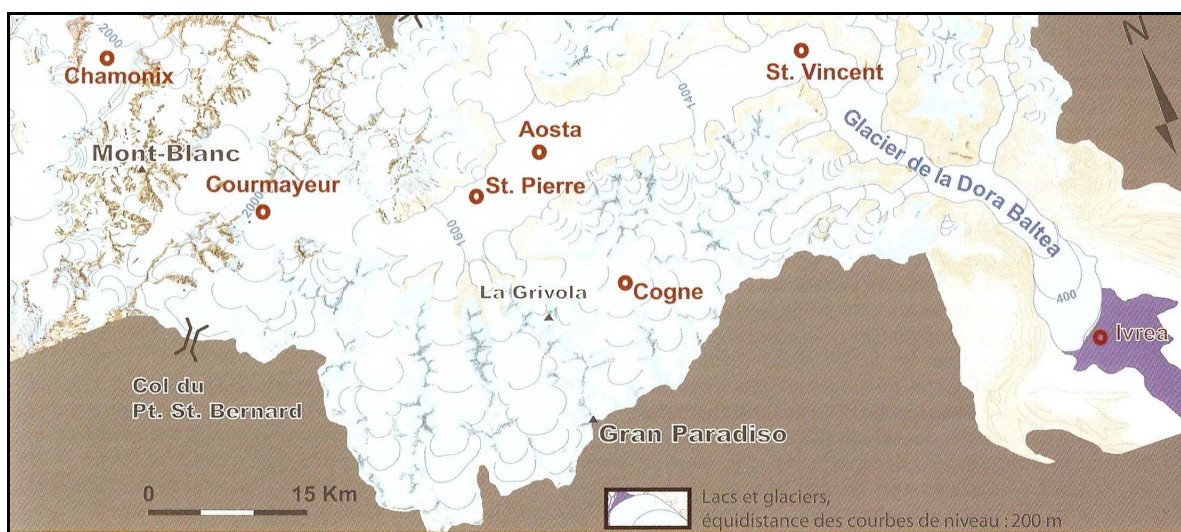 2000
Chamonix
Mont-Blanc
Courmayeur
2000
Aosta
St. Pierre
1600
1400
St. Vincent
N
Glacier de la Dora Baltea
La Grivola
Cogne
400
Ivrea
Col du
Pt. St. Bernard
Gran Paradiso
0 15 Km
Lacs et glaciers,
équidistance des courbes de niveau : 200 m